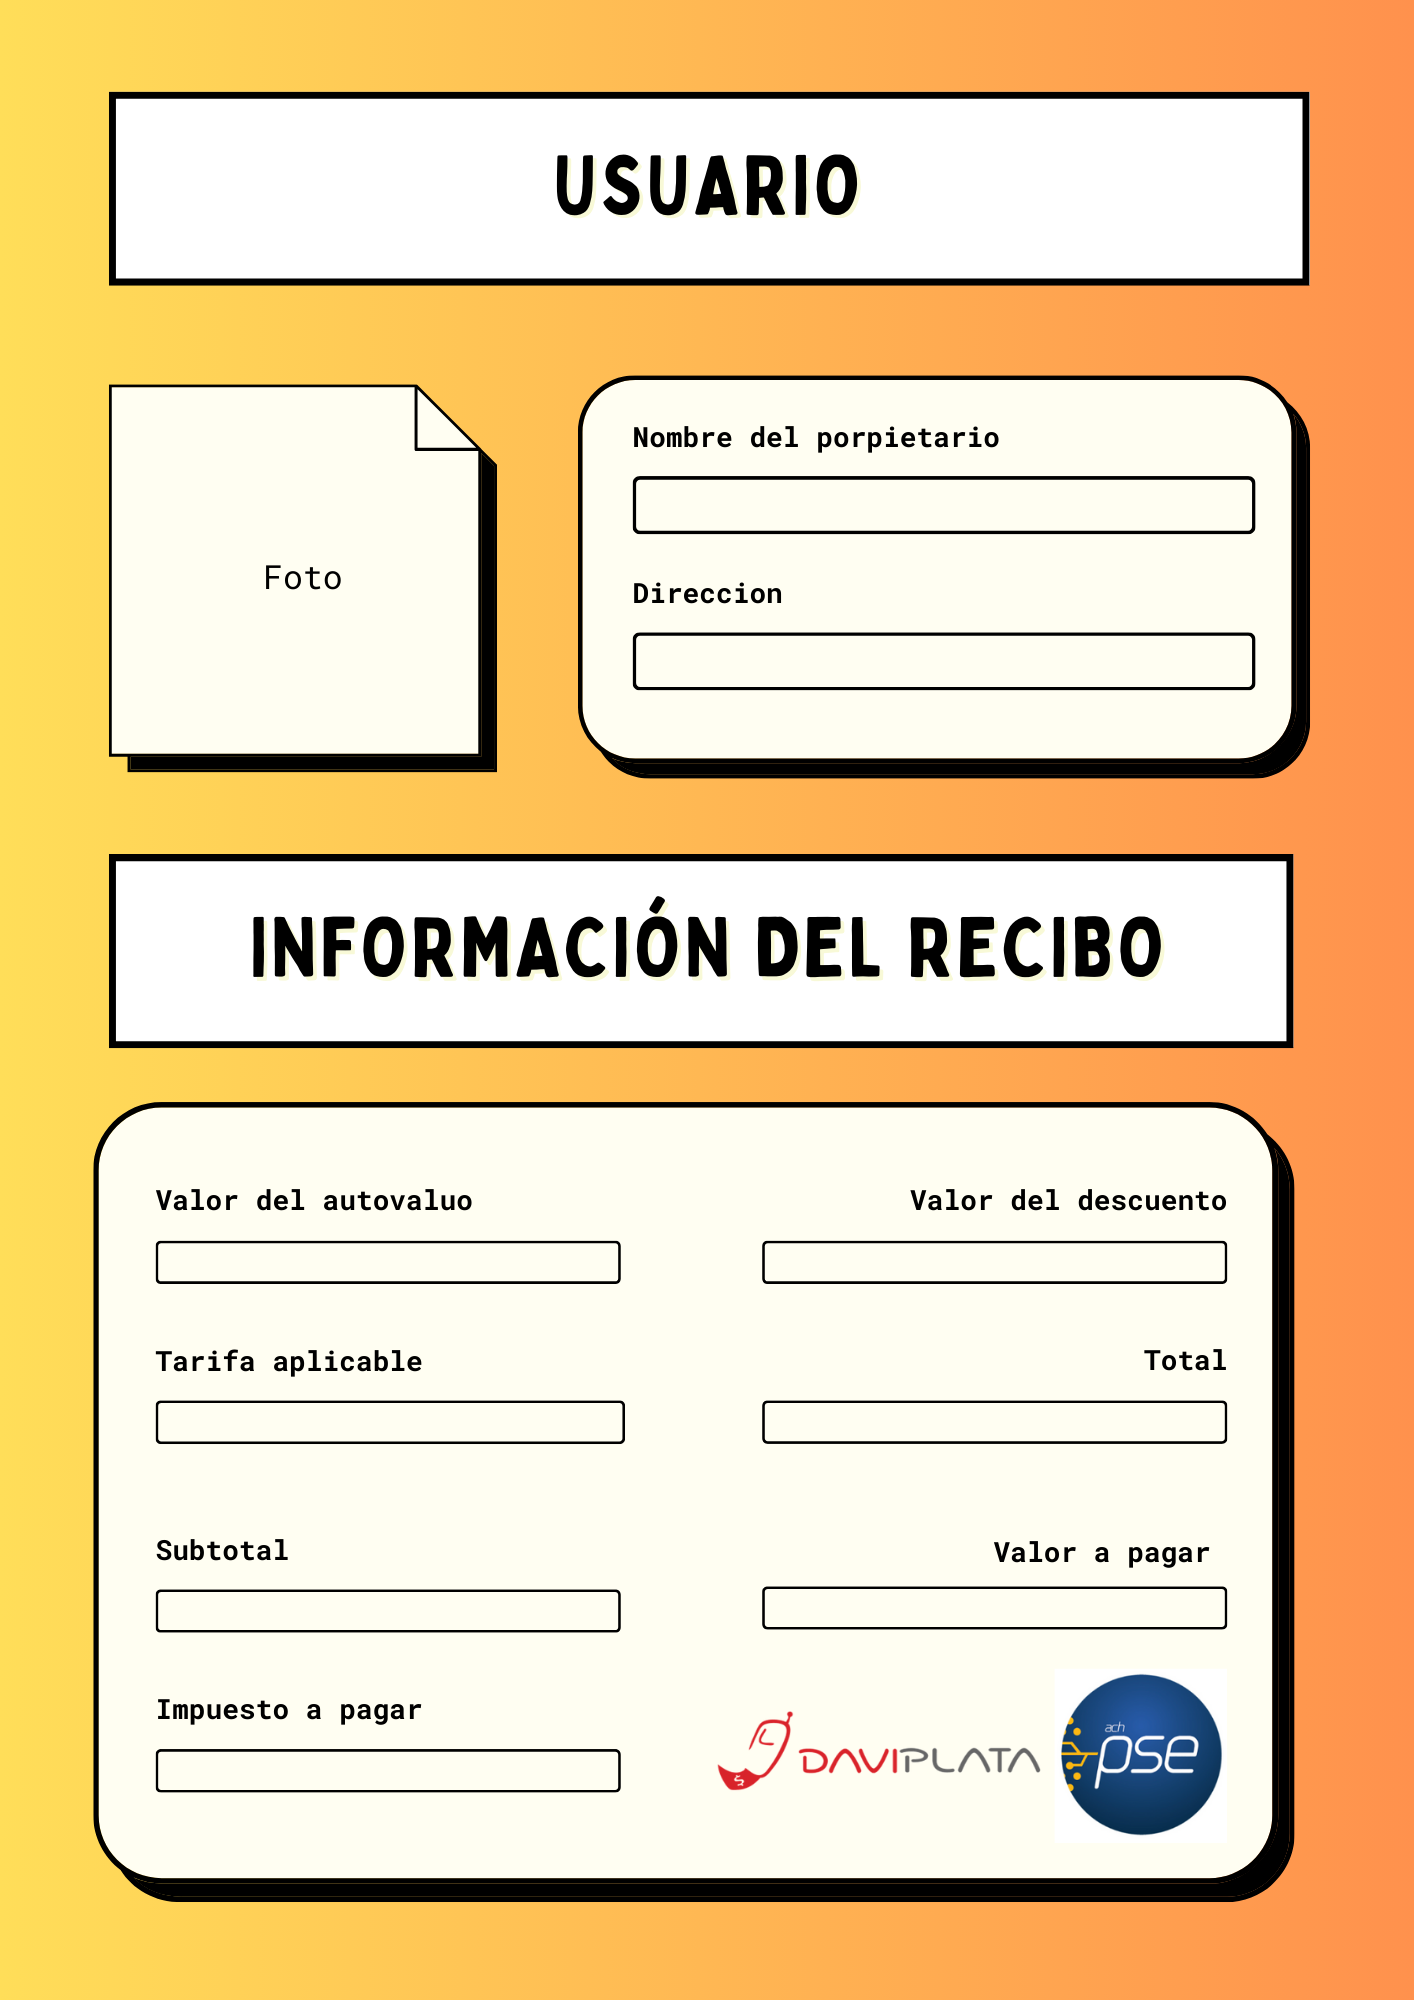 USUARIO
Foto
Nombre del porpietario
Direccion
INFORMACIÓN DEL RECIBO
Valor del autovaluo
Valor del descuento
Tarifa aplicable
Total
Subtotal
Valor a pagar
Impuesto a pagar
$
DAVIPLATA
ach
pse